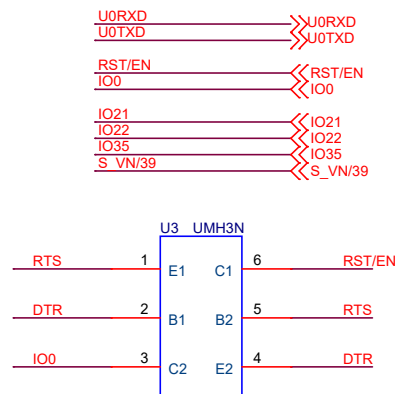 U0RXD U0RXD
U0TXD U0TXD
RST/EN RST/EN
IO0 IO0
IO21 IO21
IO22 IO22
IO35 IO35
S_VN/39 S_VN/39
U3 UMH3N
RTS 1 E1 C1 6 RST/EN
DTR 2 B1 B2 5 RTS
IO0 3 C2 E2 4 DTR